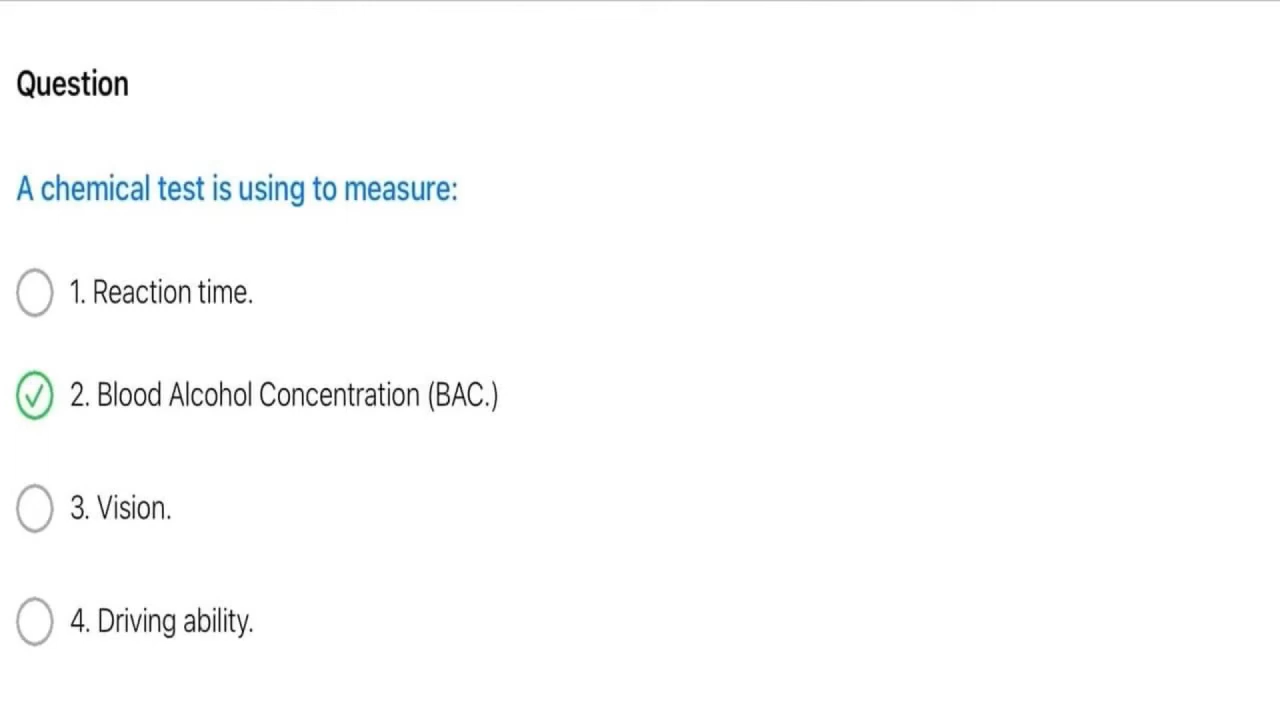 Question
A chemical test is using to measure:
1. Reaction time.
2. Blood Alcohol Concentration (BAC.)
3. Vision.
4. Driving ability.